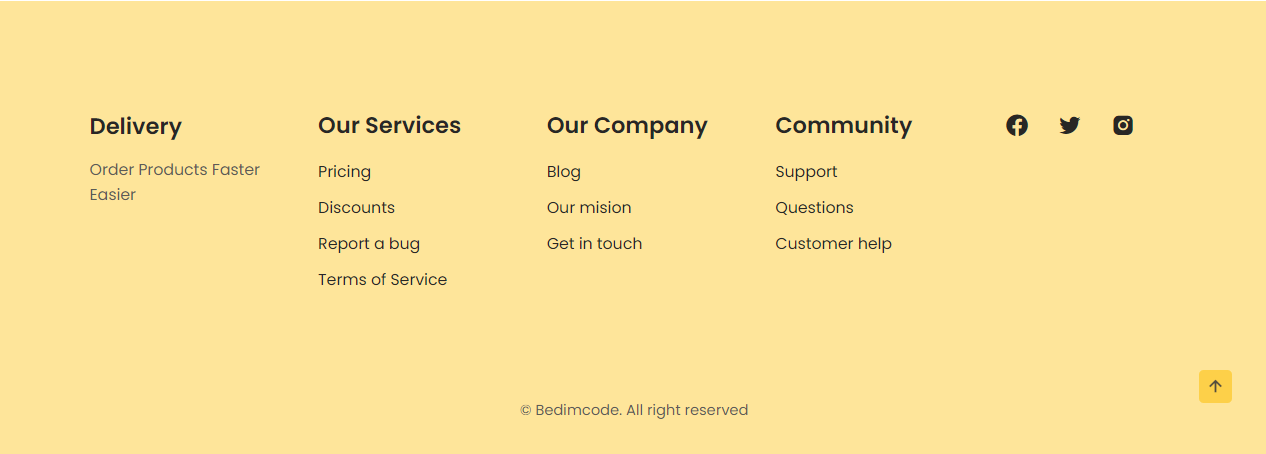 Delivery
Order Products Faster
Easier
Our Services
Pricing
Discounts
Report a bug
Terms of Service
Our Company
Blog
Our mision
Get in touch
Community
Support
Questions
Customer help
© Bedimcode. All right reserved